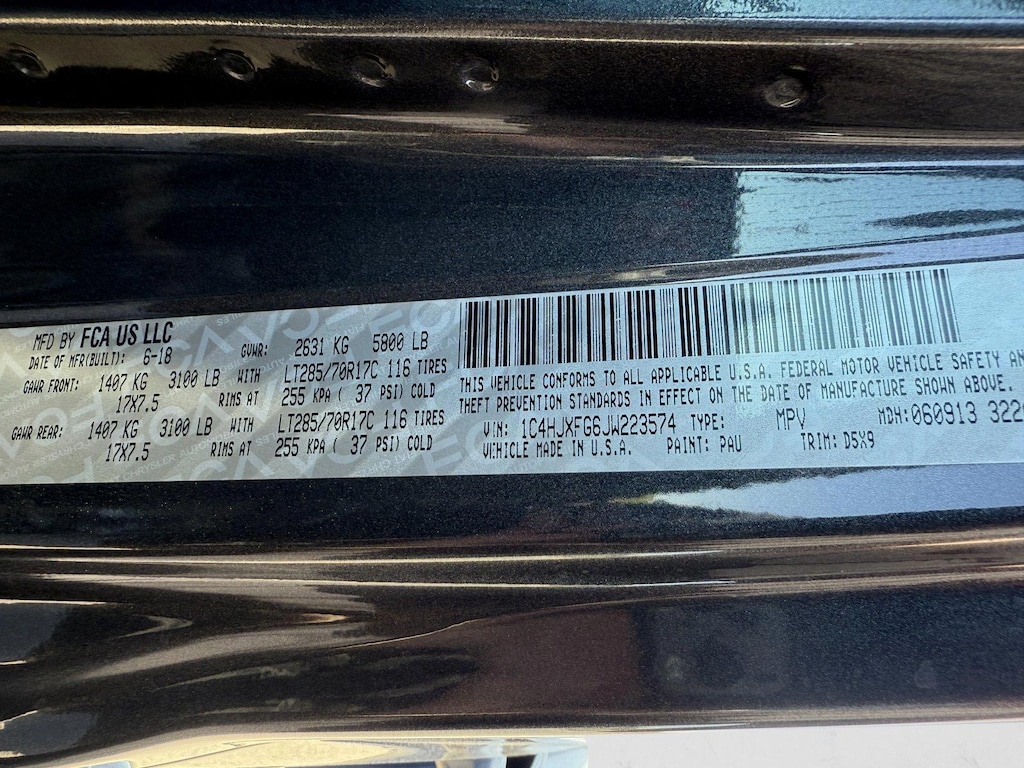 MFD BY FCA US LLC
DATE OF MFR(BUILT): 6-18 GVWR: 2631 KG 5800 LB
GAWR FRONT: 1407 KG 3100 LB WITH LT285/70R17C 116 TIRES
17X7.5 RIMS AT 255 KPA ( 37 PSI) COLD
GAWR REAR: 1407 KG 3100 LB WITH LT285/70R17C 116 TIRES
17X7.5 RIMS AT 255 KPA ( 37 PSI) COLD
THIS VEHICLE CONFORMS TO ALL APPLICABLE U.S.A. FEDERAL MOTOR VEHICLE SAFETY AN
THEFT PREVENTION STANDARDS IN EFFECT ON THE DATE OF MANUFACTURE SHOWN ABOVE.
VIN: 1C4HJXFG6JW223574 TYPE: MPV MDH: 060913 322
VEHICLE MADE IN U.S.A. PAINT: PAU TRIM: D5X9